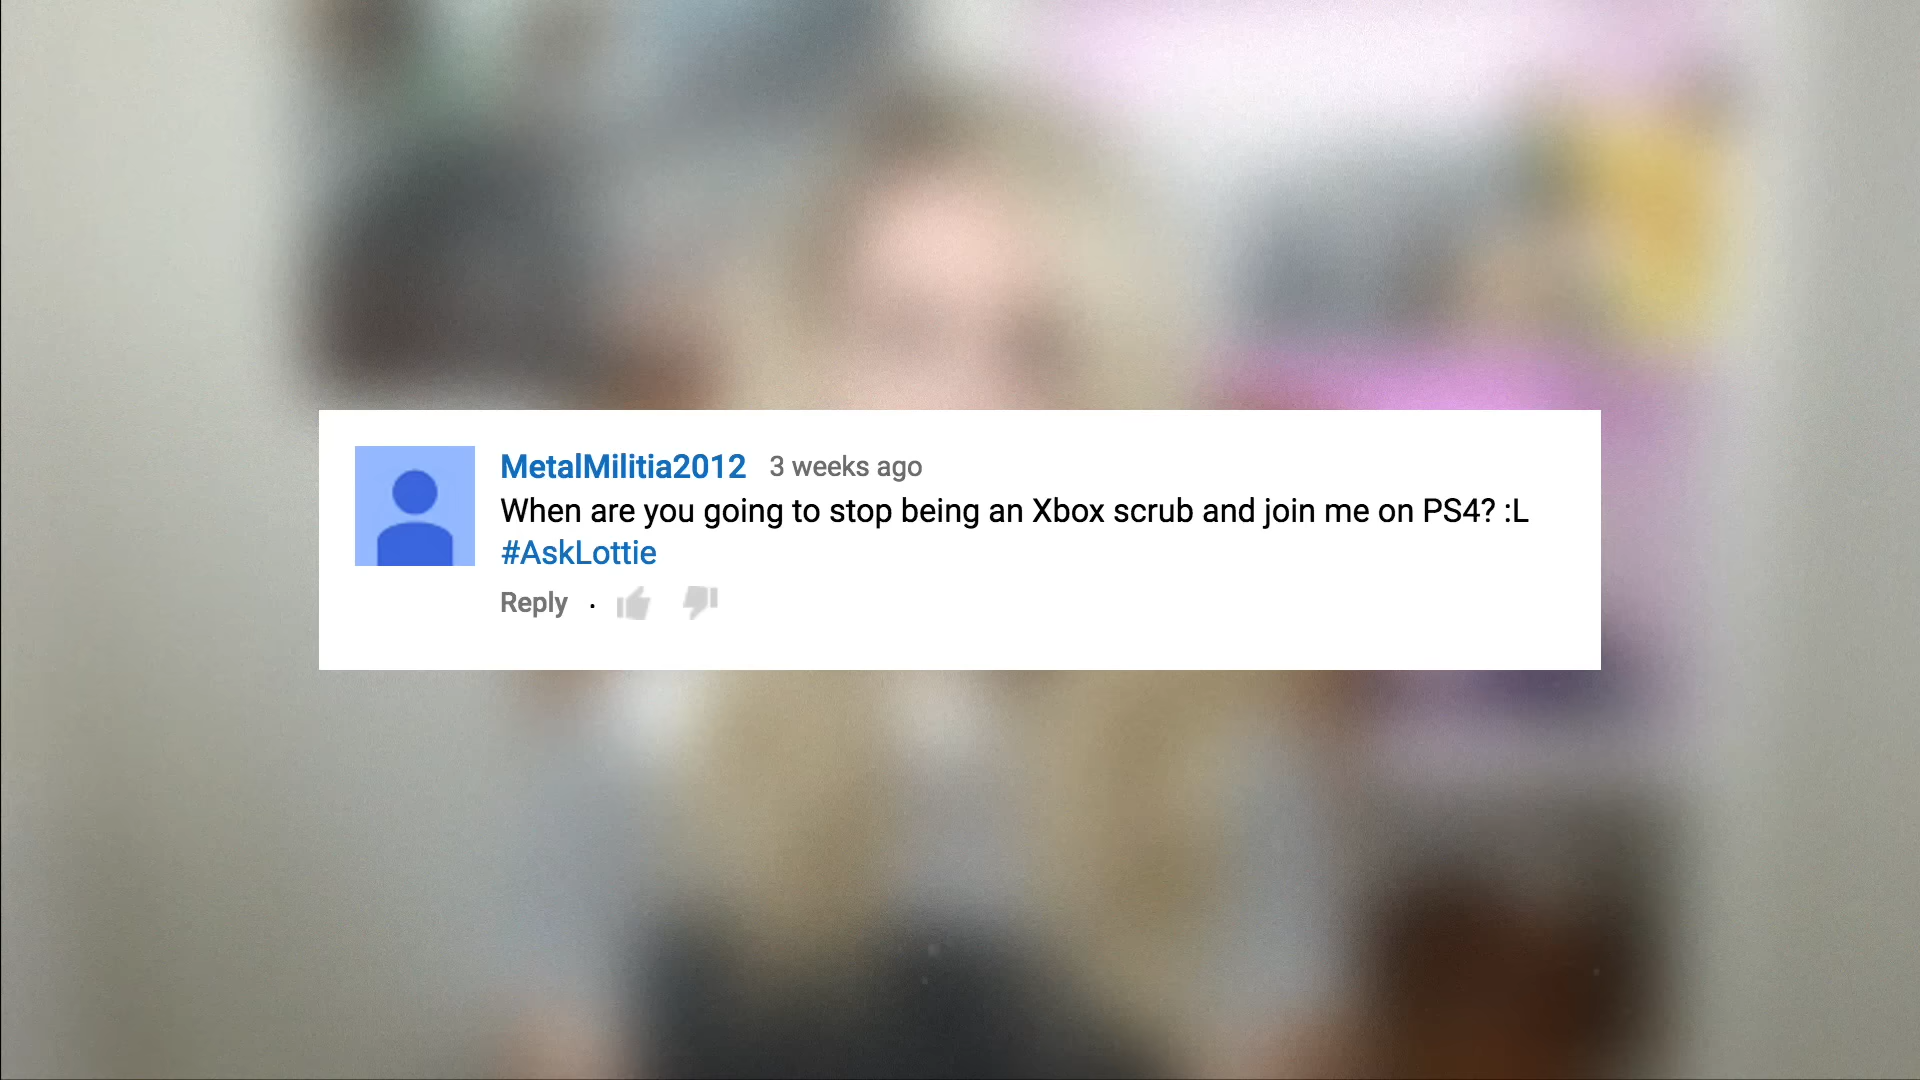 MetalMilitia2012 3 weeks ago
When are you going to stop being an Xbox scrub and join me on PS4? :L
#AskLottie
Reply ·